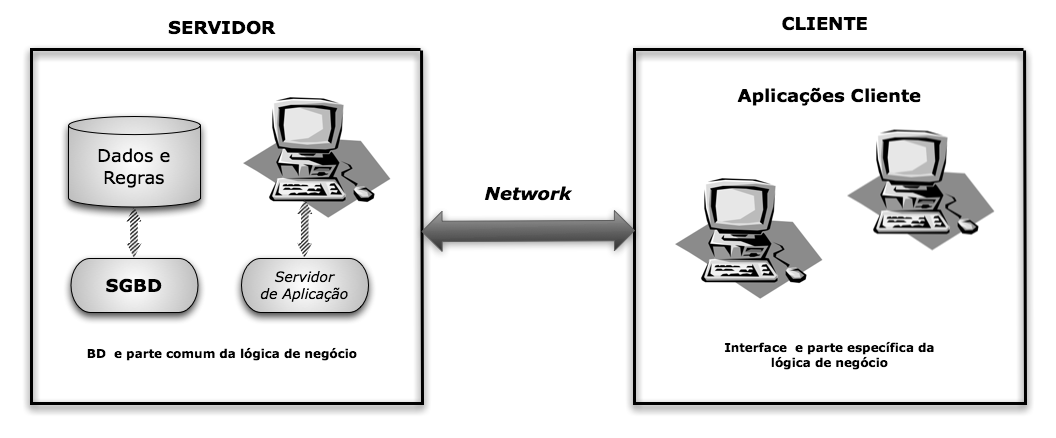 SERVIDOR
Dados e
Regras
SGBD
Servidor
de Aplicação
BD e parte comum da lógica de negócio
Network
CLIENTE
Aplicações Cliente
Interface e parte específica da
lógica de negócio